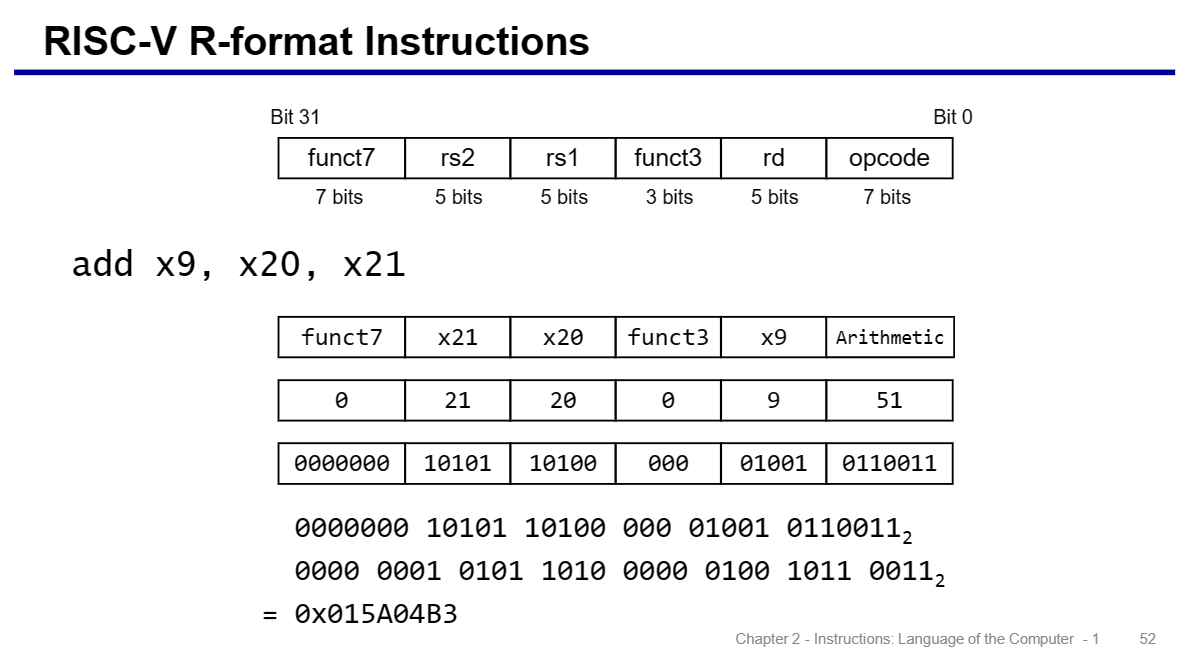 RISC-V R-format Instructions
Bit 31 Bit 0
funct7 rs2 rs1 funct3 rd opcode
7 bits 5 bits 5 bits 3 bits 5 bits 7 bits
add x9, x20, x21
funct7 x21 x20 funct3 x9 Arithmetic
0 21 20 0 9 51
0000000 10101 10100 000 01001 0110011
0000000 10101 10100 000 01001 0110011₂
0000 0001 0101 1010 0000 0100 1011 0011₂
= 0x015A04B3
Chapter 2 - Instructions: Language of the Computer - 1 52